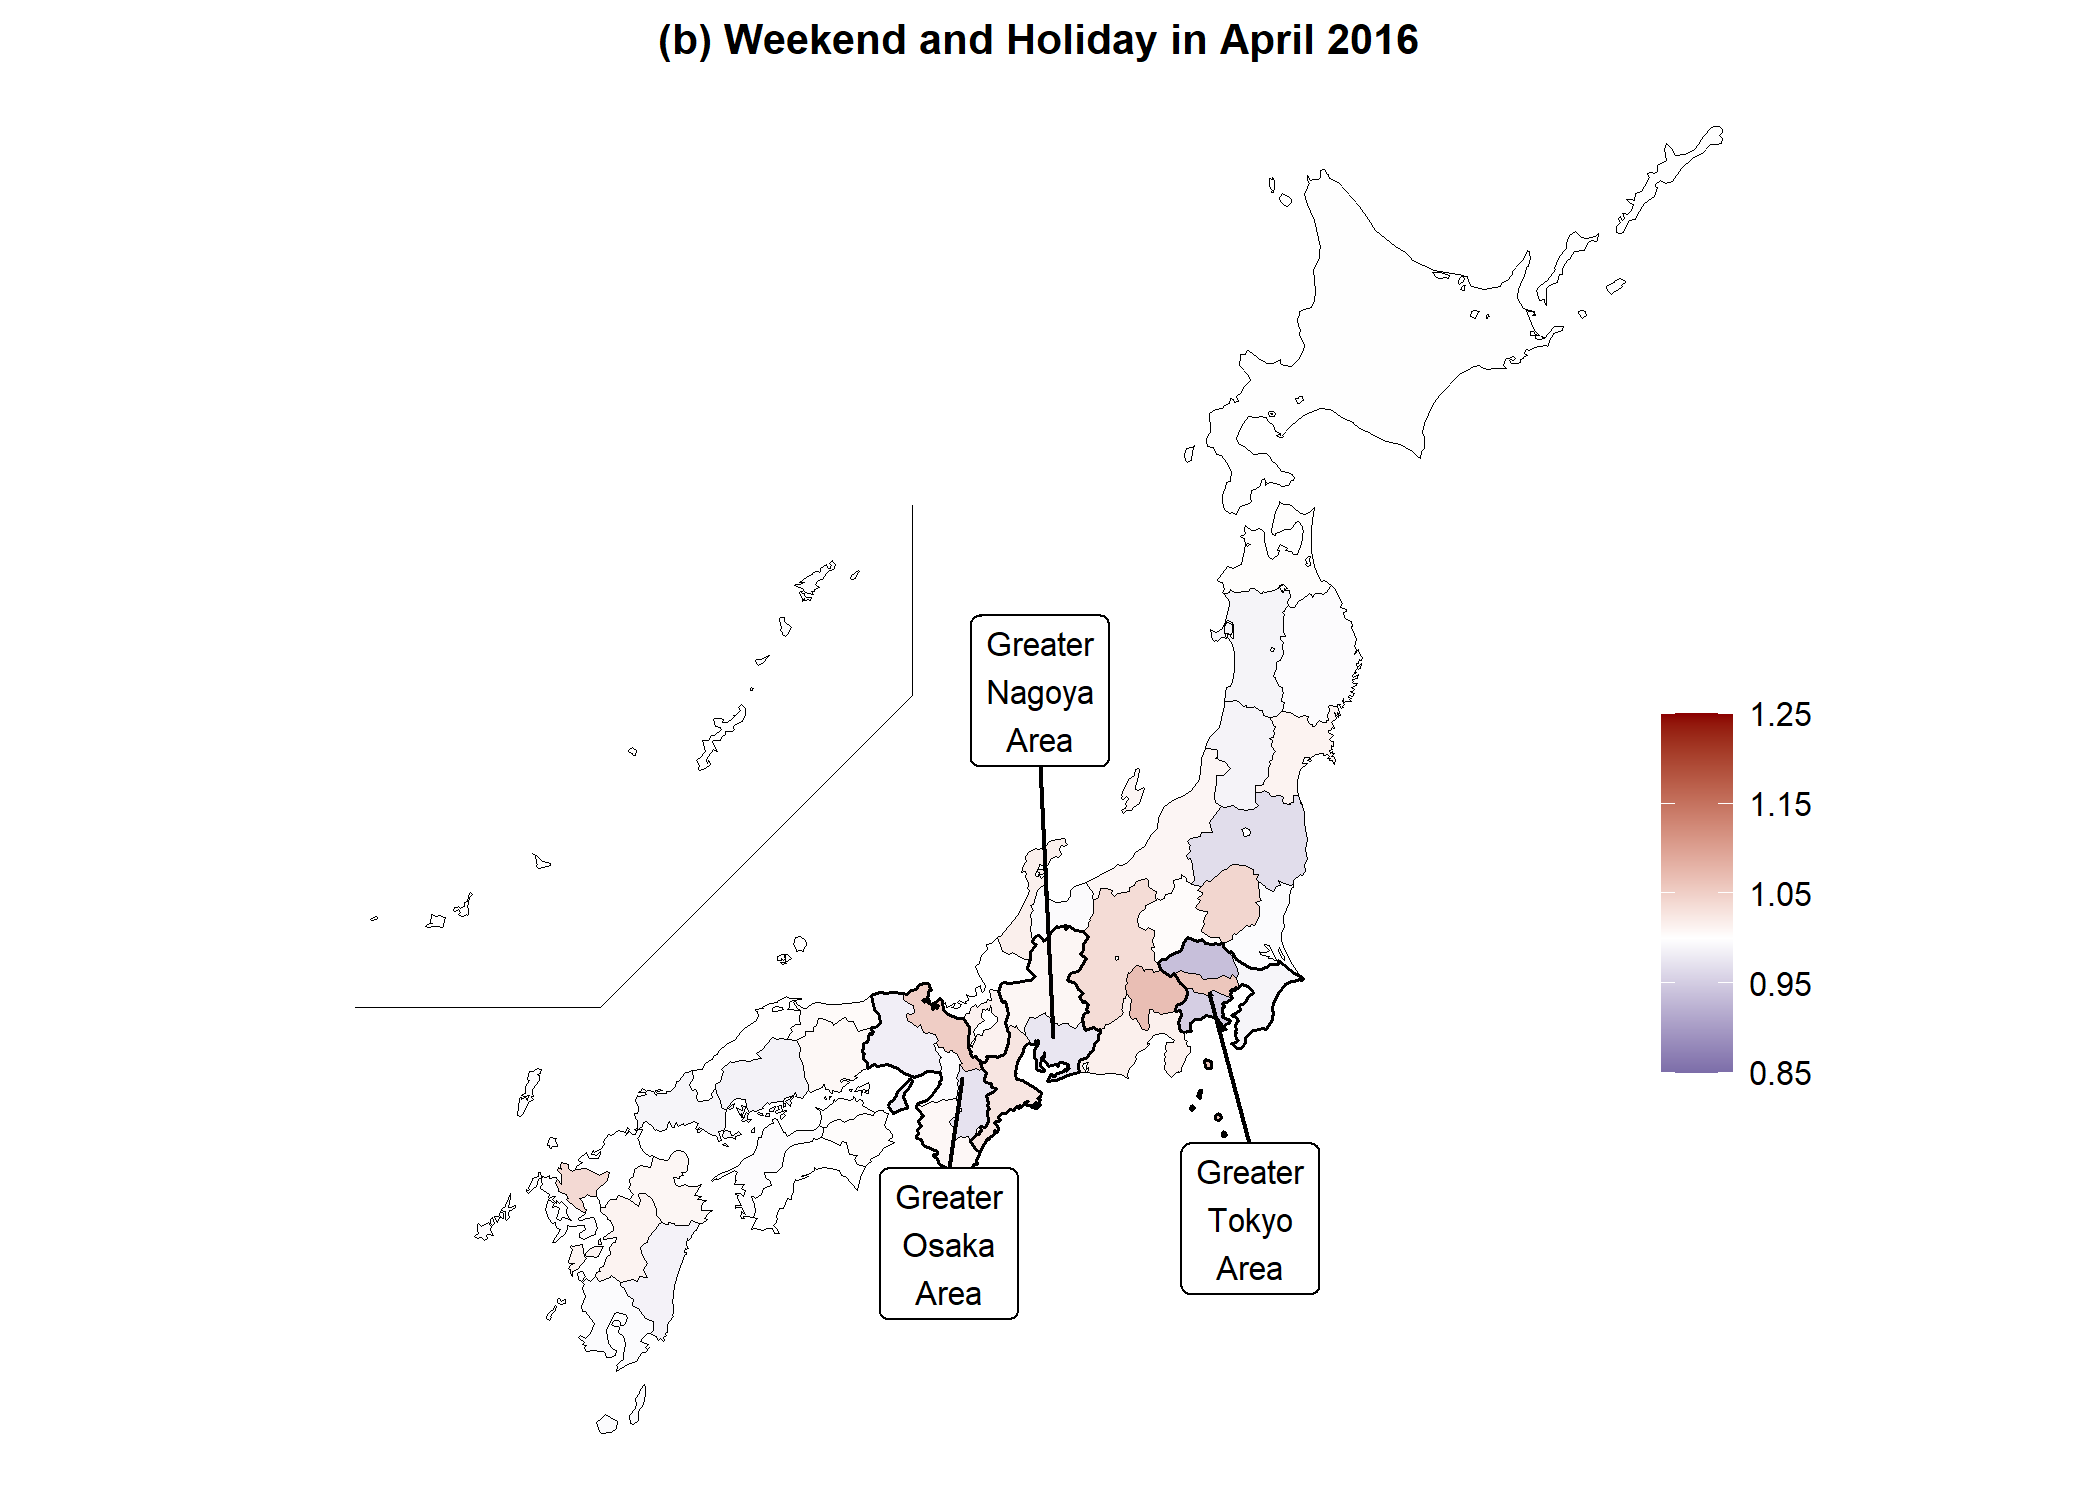 (b) Weekend and Holiday in April 2016
Greater
Nagoya
Area
1.25
1.15
1.05
0.95
0.85
Greater
Osaka
Area
Greater
Tokyo
Area